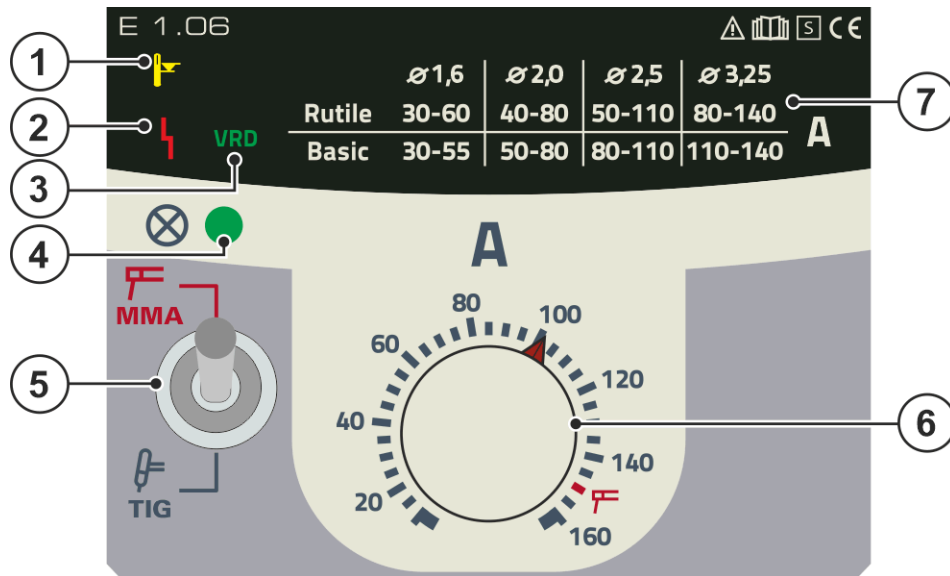 E 1.06
S CE
1
2
3
4
5
6
7
VRD
ø 1,6 ø 2,0 ø 2,5 ø 3,25
Rutile 30-60 40-80 50-110 80-140
A
Basic 30-55 50-80 80-110 110-140
A
MMA
TIG
20
40
60
80
100
120
140
160